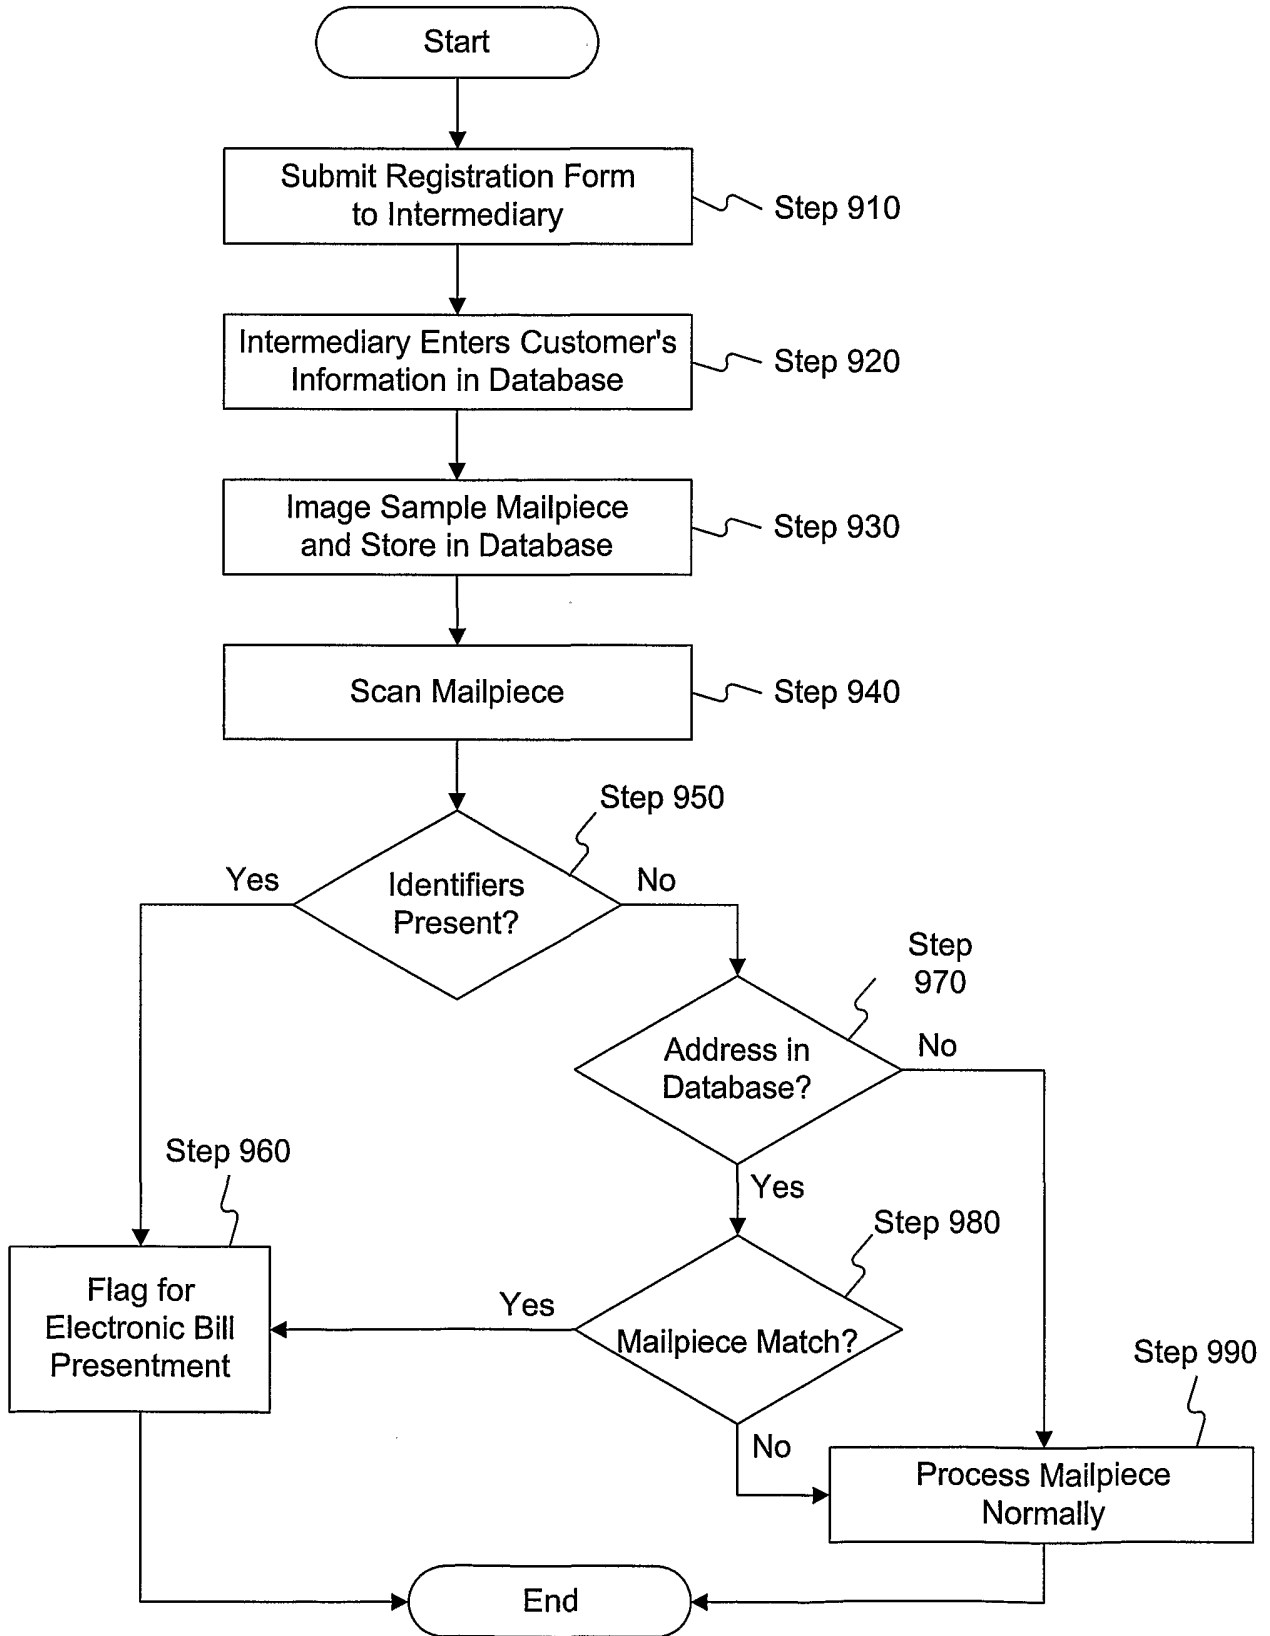 Start
Submit Registration Form
to Intermediary
Step 910
Intermediary Enters Customer's
Information in Database
Step 920
Image Sample Mailpiece
and Store in Database
Step 930
Scan Mailpiece
Step 940
Step 950
Yes
Identifiers
Present?
No
Step
970
Address in
Database?
No
Step 960
Yes
Step 980
Flag for
Electronic Bill
Presentment
Yes
Mailpiece Match?
Step 990
No
Process Mailpiece
Normally
End